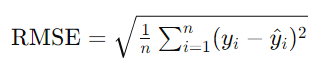 RMSE = √(1/n ∑ᵢ₌₁ⁿ (yᵢ − ŷᵢ)²)